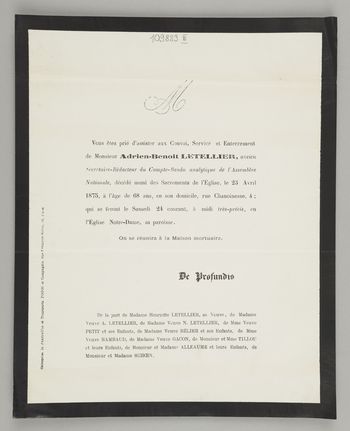 109889 II
M
Vous êtes prié d'assister aux Convoi, Service et Enterrement
de Monsieur Adrien-Benoit LETELLIER, ancien
Secrétaire-Rédacteur du Compte-Rendu analytique de l'Assemblée
Nationale, décédé muni des Sacrements de l'Église, le 23 Avril
1875, à l'âge de 68 ans, en son domicile, rue Chanoinesse, 4;
qui se feront le Samedi 24 courant, à midi très-précis, en
l'Église Notre-Dame, sa paroisse.
On se réunira à la Maison mortuaire.
De Profundis
De la part de Madame Henriette LETELLIER, sa Veuve, de Madame
Veuve A. LETELLIER, de Madame Veuve N. LETELLIER, de Mme Veuve
PETIT et ses Enfants, de Madame Veuve BÉLIER et ses Enfants, de Madame
Veuve RAMBAUD, de Madame Veuve GACON, de Monsieur et Mme TILLOU
et leurs Enfants, de Monsieur et Madame ALLEAUME et leurs Enfants, de
Monsieur et Madame